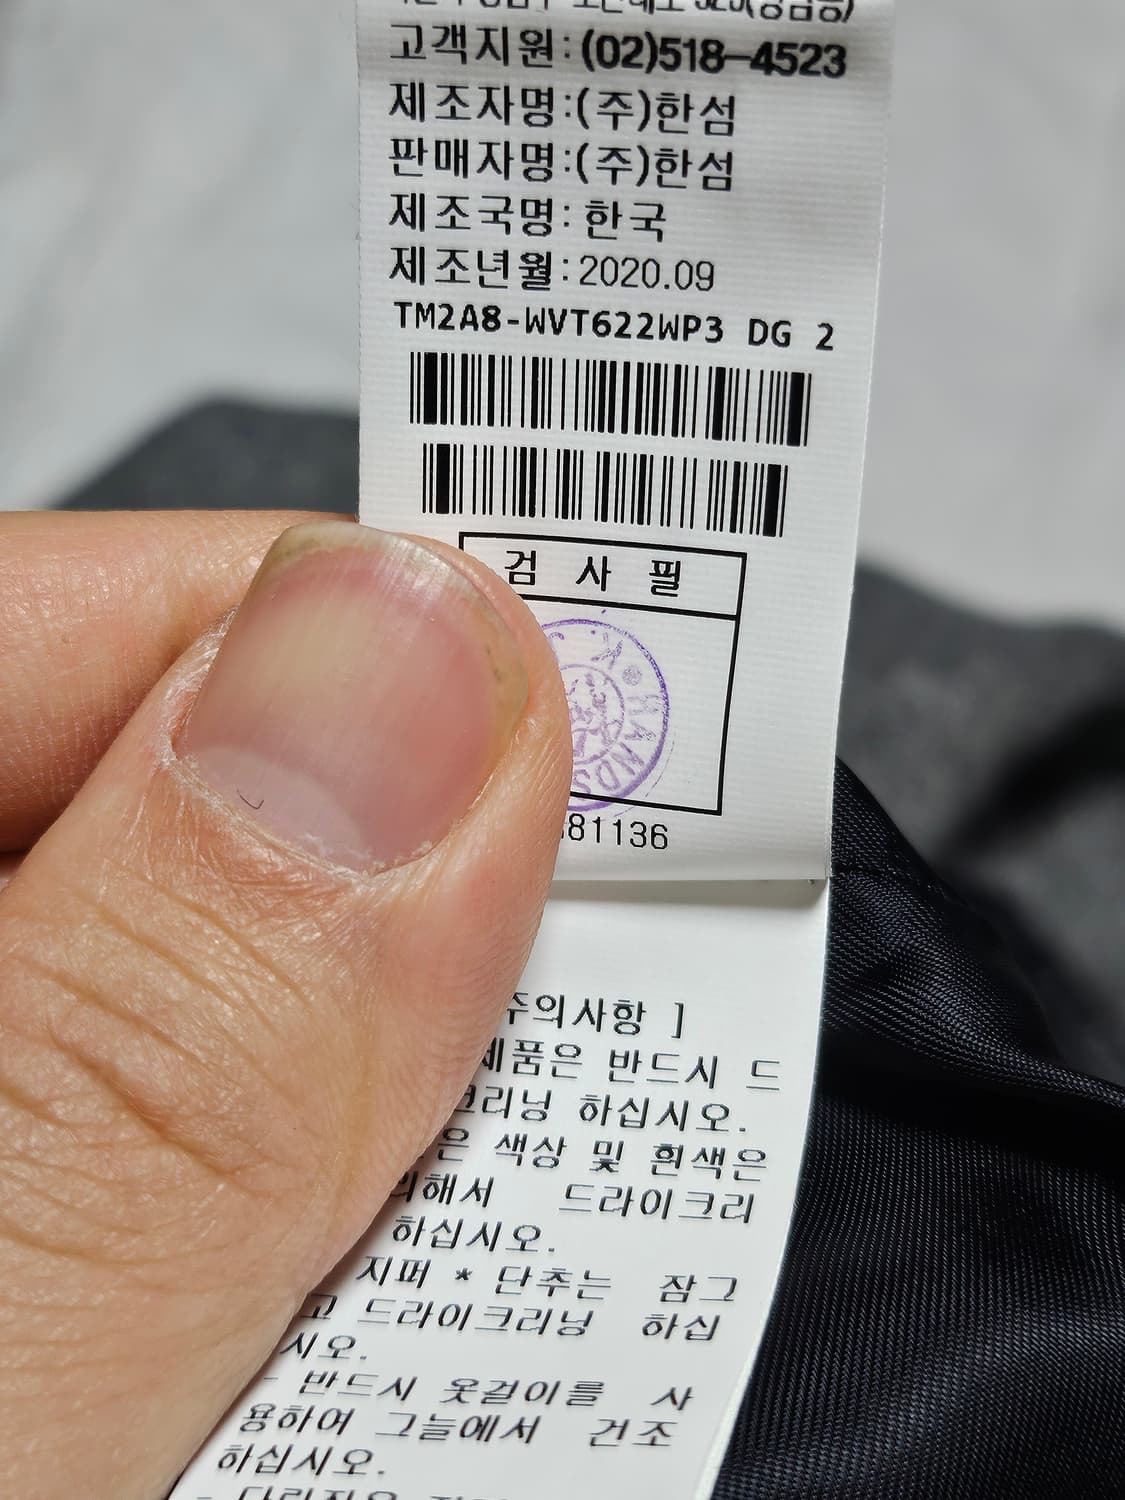 고객지원:(02)518-4523
제조자명:(주)한섬
판매자명:(주)한섬
제조국명:한국
제조년월:2020.09
TM2A8-WVT622WP3 DG 2
검 사 필
HANDS
81136
주의사항 ]
제품은 반드시 드
크리닝 하십시오.
은 색상 및 흰색은
리해서 드라이크리
하십시오.
지퍼 * 단추는 잠그
고 드라이크리닝 하십
시오.
- 반드시 옷걸이를 사
용하여 그늘에서 건조
하십시오.